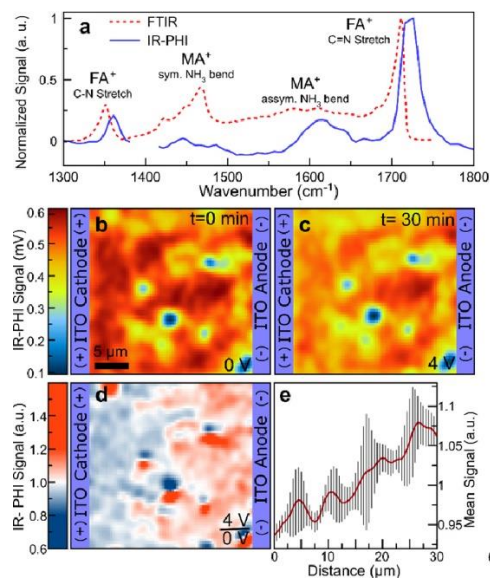 FTIR
IR-PHI
a
FA+
C-N Stretch
MA+
sym. NH3 bend
MA+
assym. NH3 bend
FA+
C=N Stretch
Normalized Signal (a. u.)
1
0.5
0
1300 1400 1500 1600 1700 1800
Wavenumber (cm-1)
IR-PHI Signal (mV)
0.6
0.5
0.4
0.3
0.2
0.1
(+) ITO Cathode (+)
b
t=0 min
5 µm
0 V
ITO Anode (-)
(-)
(+) ITO Cathode (+)
c
t= 30 min
4 V
(-) ITO Anode (-)
IR- PHI Signal (a.u.)
1.4
1.2
1.0
0.8
0.6
(+) ITO Cathode (+)
d
4 V
0 V
(-) ITO Anode (-)
e
1.1
1.05
1
0.95
Mean Signal (a.u.)
0 5 10 15 20 25 30
Distance (µm)